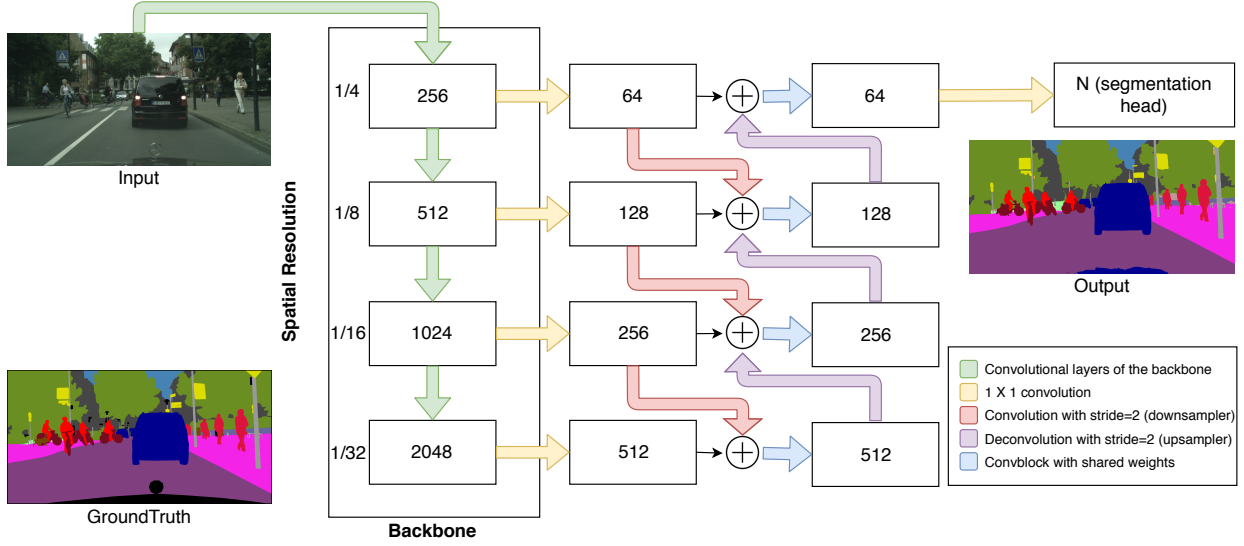 Input
GroundTruth
Spatial Resolution
Backbone
1/4
256
64
64
N (segmentation
head)
1/8
512
128
128
1/16
1024
256
256
1/32
2048
512
512
Output
Convolutional layers of the backbone
1 X 1 convolution
Convolution with stride=2 (downsampler)
Deconvolution with stride=2 (upsampler)
Convblock with shared weights